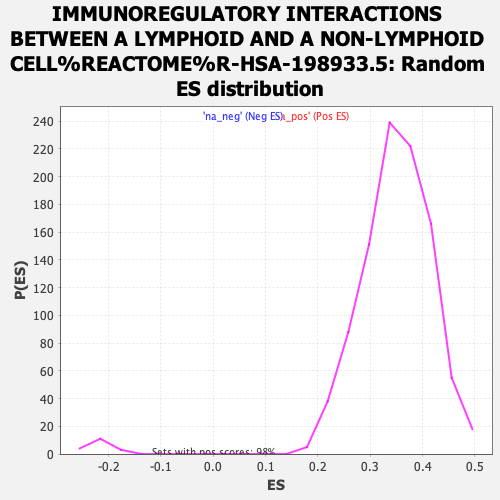 IMMUNOREGULATORY INTERACTIONS
BETWEEN A LYMPHOID AND A NON-LYMPHOID
CELL%REACTOME%R-HSA-198933.5: Random
ES distribution
'na_neg' (Neg ES) _pos' (Pos ES)
240
220
200
180
160
140
120
100
80
60
40
20
0
P(ES)
Sets with pos scores: 98%
-0.2 -0.1 0.0 0.1 0.2 0.3 0.4 0.5
ES